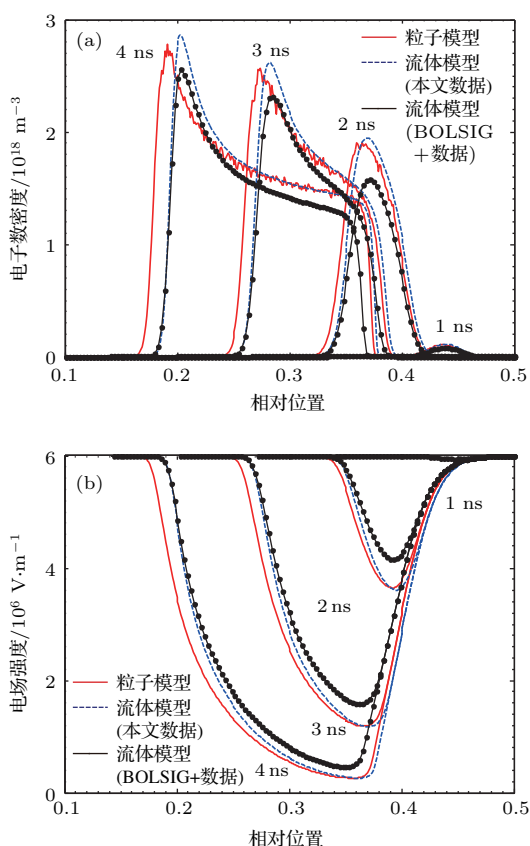 (a)
4 ns
3 ns
2 ns
1 ns
粒子模型
流体模型
(本文数据)
流体模型
(BOLSIG
+数据)
3
2
1
0
电子数密度/10¹⁸ m⁻³
0.1 0.2 0.3 0.4 0.5
相对位置
(b)
1 ns
2 ns
3 ns
4 ns
粒子模型
流体模型
(本文数据)
流体模型
(BOLSIG+数据)
6
4
2
0
电场强度/10⁶ V·m⁻¹
0.1 0.2 0.3 0.4 0.5
相对位置